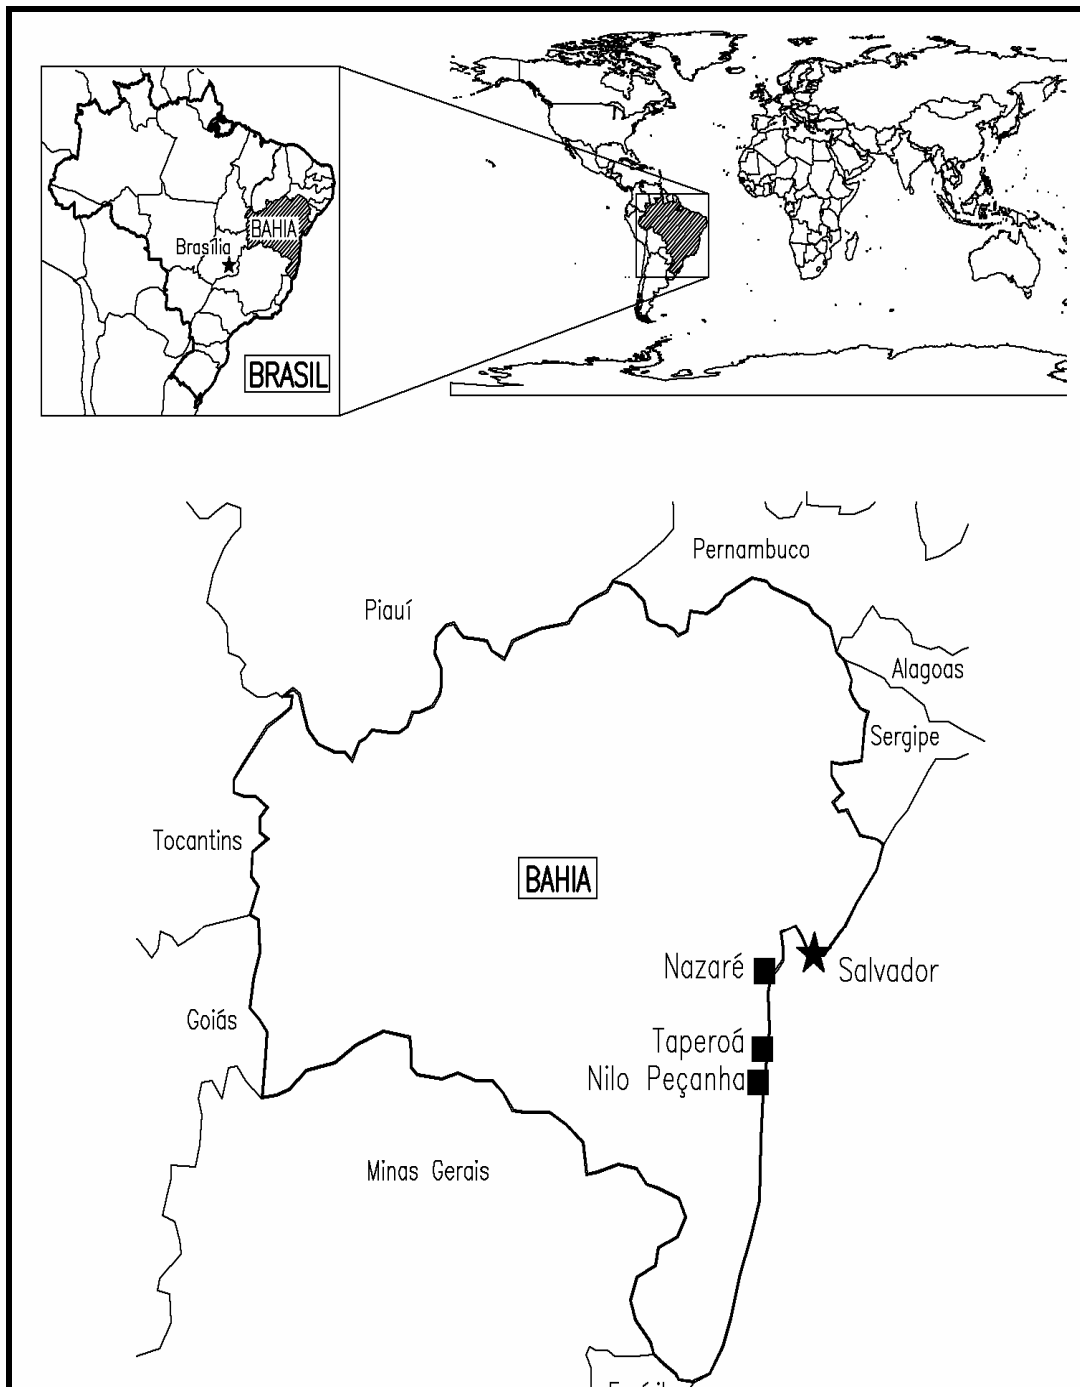 BAHIA
Brasília
BRASIL
Pernambuco
Piauí
Alagoas
Sergipe
Tocantins
BAHIA
Nazaré
Salvador
Goiás
Taperoá
Nilo Peçanha
Minas Gerais